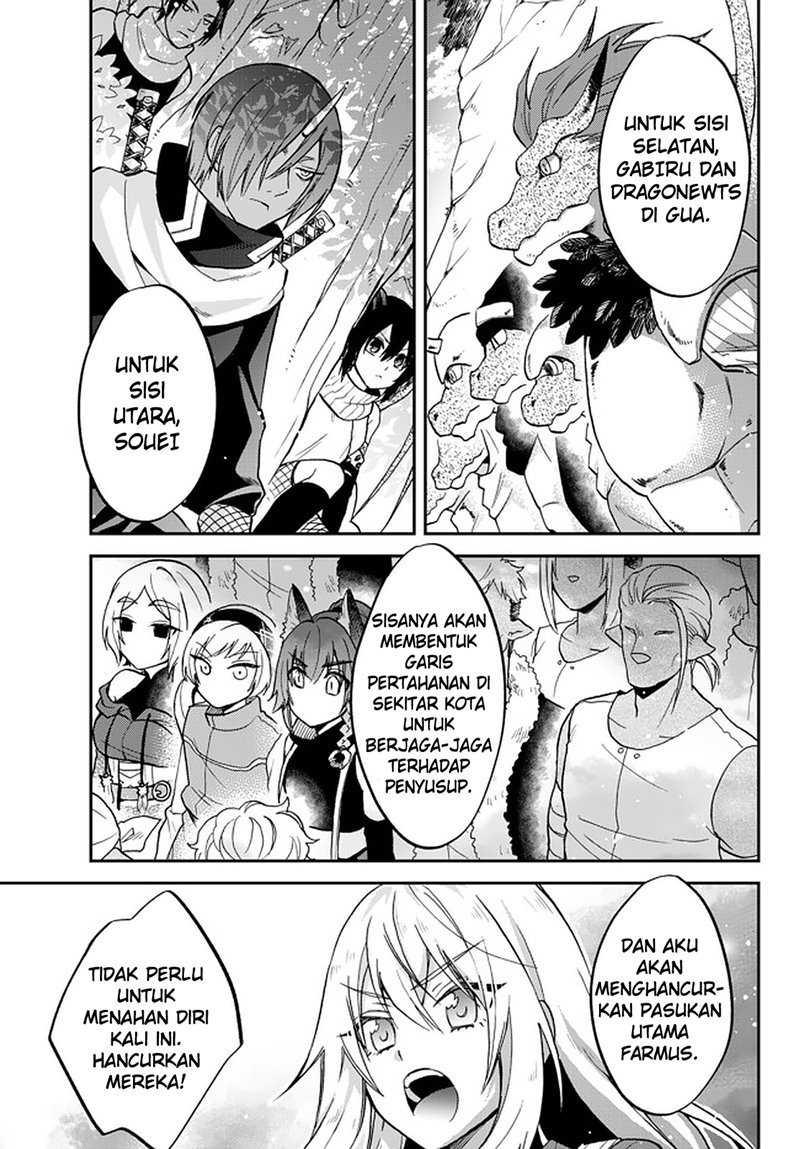 UNTUK SISI
SELATAN,
GABIRU DAN
DRAGONEWTS
DI GUA.
UNTUK
SISI
UTARA,
SOUEI
SISANYA AKAN
MEMBENTUK
GARIS
PERTAHANAN DI
SEKITAR KOTA
UNTUK
BERJAGA-JAGA
TERHADAP
PENYUSUP.
DAN AKU
AKAN
MENGHANCUR-
KAN PASUKAN
UTAMA
FARMUS.
TIDAK PERLU
UNTUK
MENAHAN DIRI
KALI INI.
HANCURKAN
MEREKA!